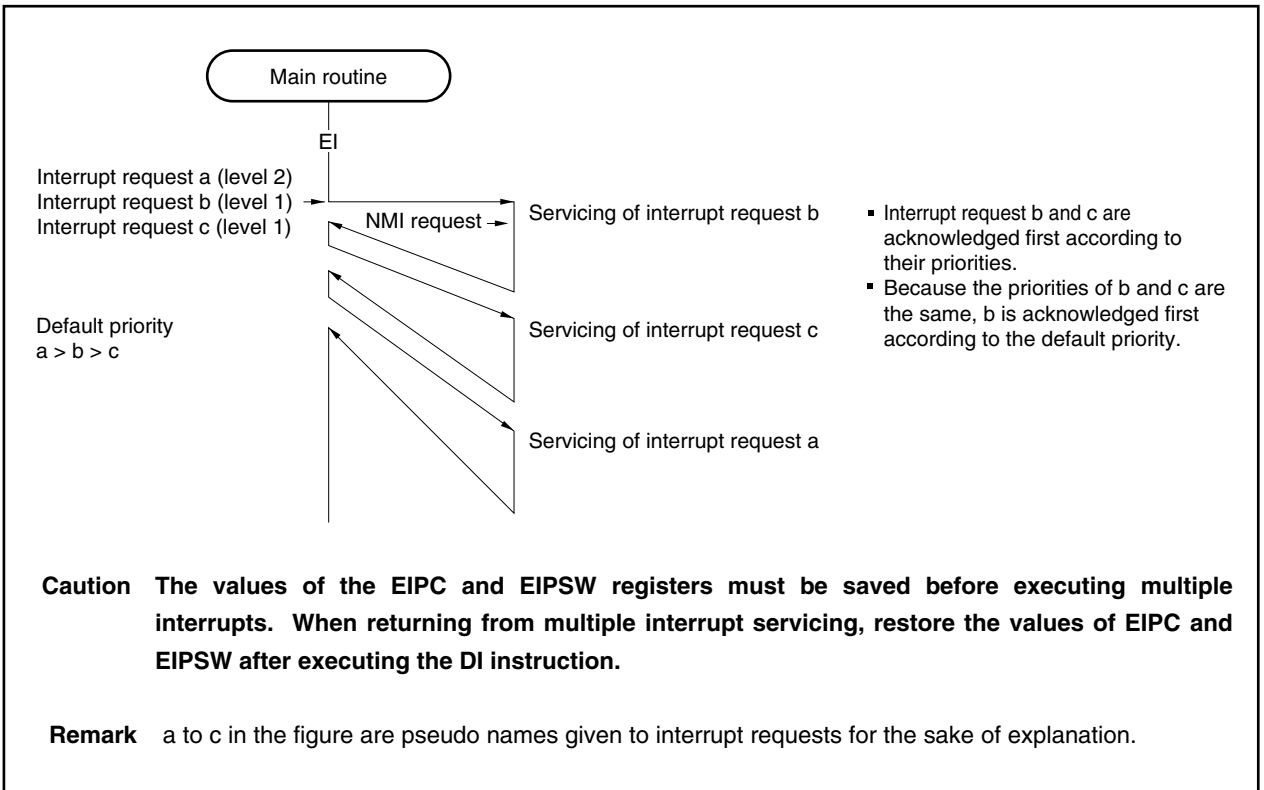 Main routine
EI
Interrupt request a (level 2)
Interrupt request b (level 1)
Interrupt request c (level 1)
NMI request
Servicing of interrupt request b
▪ Interrupt request b and c are
acknowledged first according to
their priorities.
▪ Because the priorities of b and c are
the same, b is acknowledged first
according to the default priority.
Default priority
a > b > c
Servicing of interrupt request c
Servicing of interrupt request a
Caution The values of the EIPC and EIPSW registers must be saved before executing multiple
interrupts. When returning from multiple interrupt servicing, restore the values of EIPC and
EIPSW after executing the DI instruction.
Remark a to c in the figure are pseudo names given to interrupt requests for the sake of explanation.